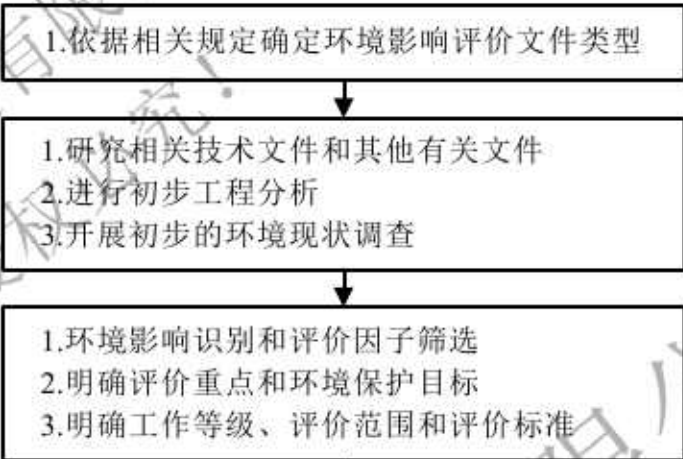 1.依据相关规定确定环境影响评价文件类型
1.研究相关技术文件和其他有关文件
2.进行初步工程分析
3.开展初步的环境现状调查
1.环境影响识别和评价因子筛选
2.明确评价重点和环境保护目标
3.明确工作等级、评价范围和评价标准